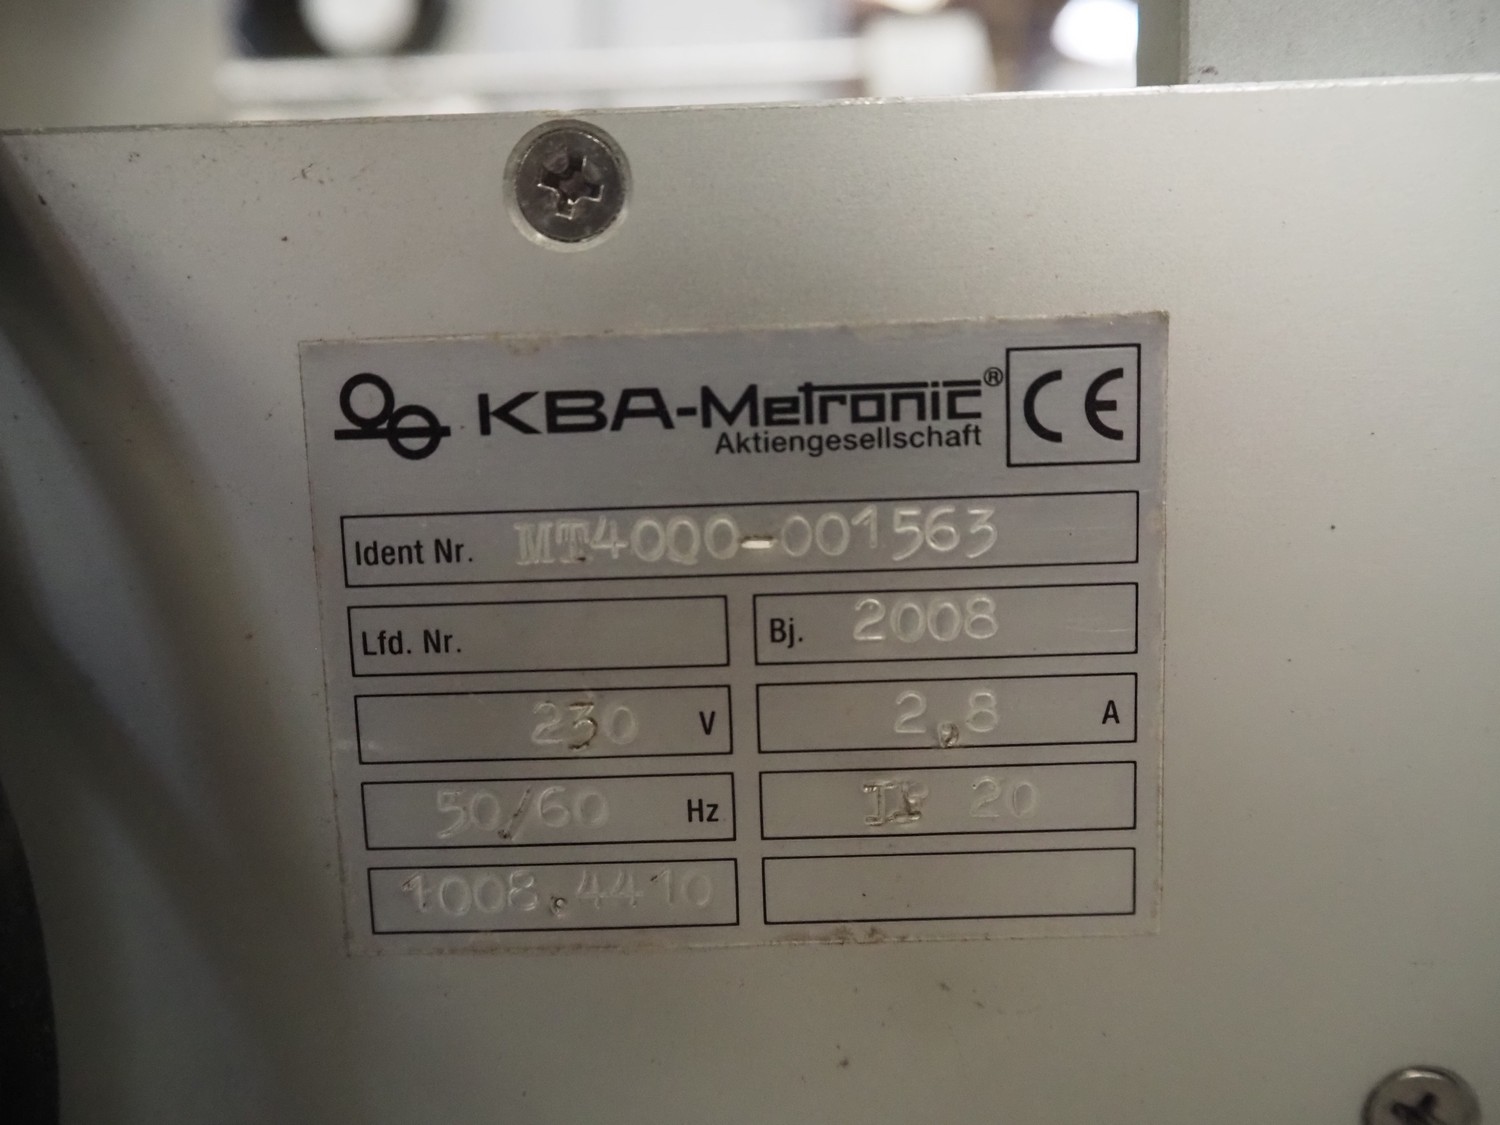 KBA-Metronic®
Aktiengesellschaft
CE
Ident Nr. MT4000-001563
Lfd. Nr.
Bj. 2008
230 V
2,8 A
50/60 Hz
IP 20
1008.4410